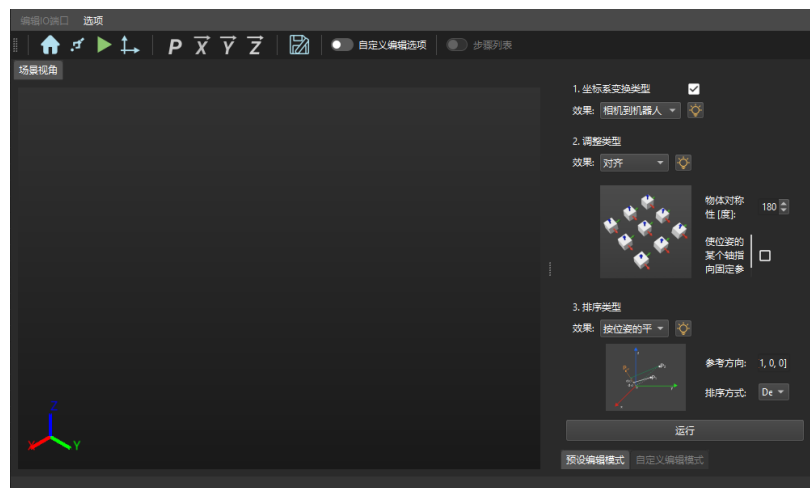 编辑IO端口 选项
P X Y Z 自定义编辑选项 步骤列表
场景视角
1. 坐标系变换类型
效果: 相机到机器人
2. 调整类型
效果: 对齐
物体对称
性 [度]: 180
使位姿的
某个轴指
向固定参
3. 排序类型
效果: 按位姿的平
参考方向: 1, 0, 0]
排序方式: De
运行
预设编辑模式 自定义编辑模式
Z
X Y